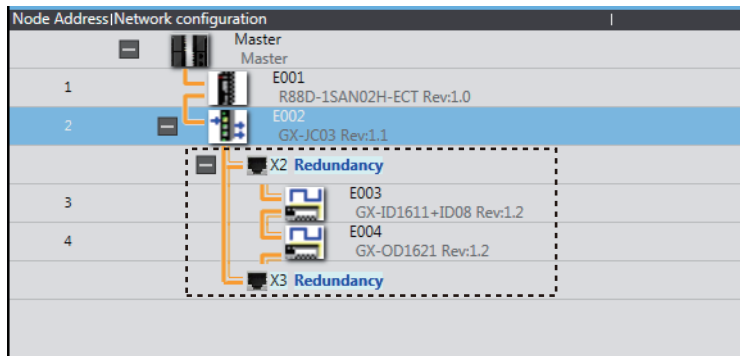 Node Address|Network configuration
Master
Master
1 E001
R88D-1SAN02H-ECT Rev:1.0
2 E002
GX-JC03 Rev:1.1
X2 Redundancy
3 E003
GX-ID1611+ID08 Rev:1.2
4 E004
GX-OD1621 Rev:1.2
X3 Redundancy